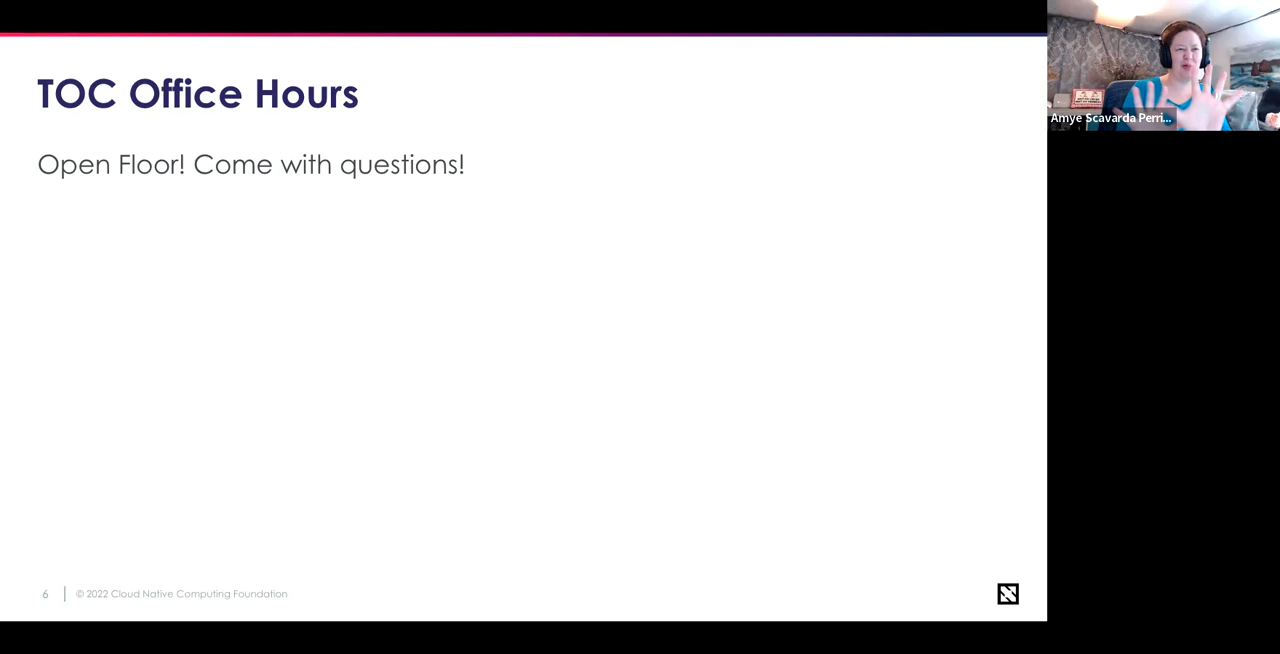 TOC Office Hours
Open Floor! Come with questions!
Amye Scavarda Perri...
6
© 2022 Cloud Native Computing Foundation